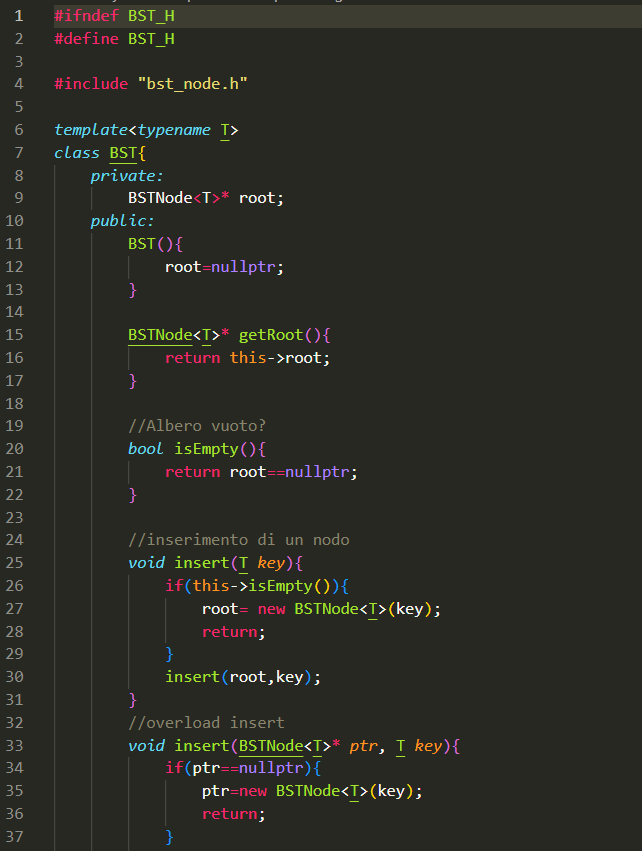 1 #ifndef BST_H
2 #define BST_H
3
4 #include "bst_node.h"
5
6 template<typename T>
7 class BST{
8     private:
9         BSTNode<T>* root;
10     public:
11         BST(){
12             root=nullptr;
13         }
14
15         BSTNode<T>* getRoot(){
16             return this->root;
17         }
18
19         //Albero vuoto?
20         bool isEmpty(){
21             return root==nullptr;
22         }
23
24         //inserimento di un nodo
25         void insert(T key){
26             if(this->isEmpty()){
27                 root= new BSTNode<T>(key);
28                 return;
29             }
30             insert(root,key);
31         }
32         //overload insert
33         void insert(BSTNode<T>* ptr, T key){
34             if(ptr==nullptr){
35                 ptr=new BSTNode<T>(key);
36                 return;
37             }